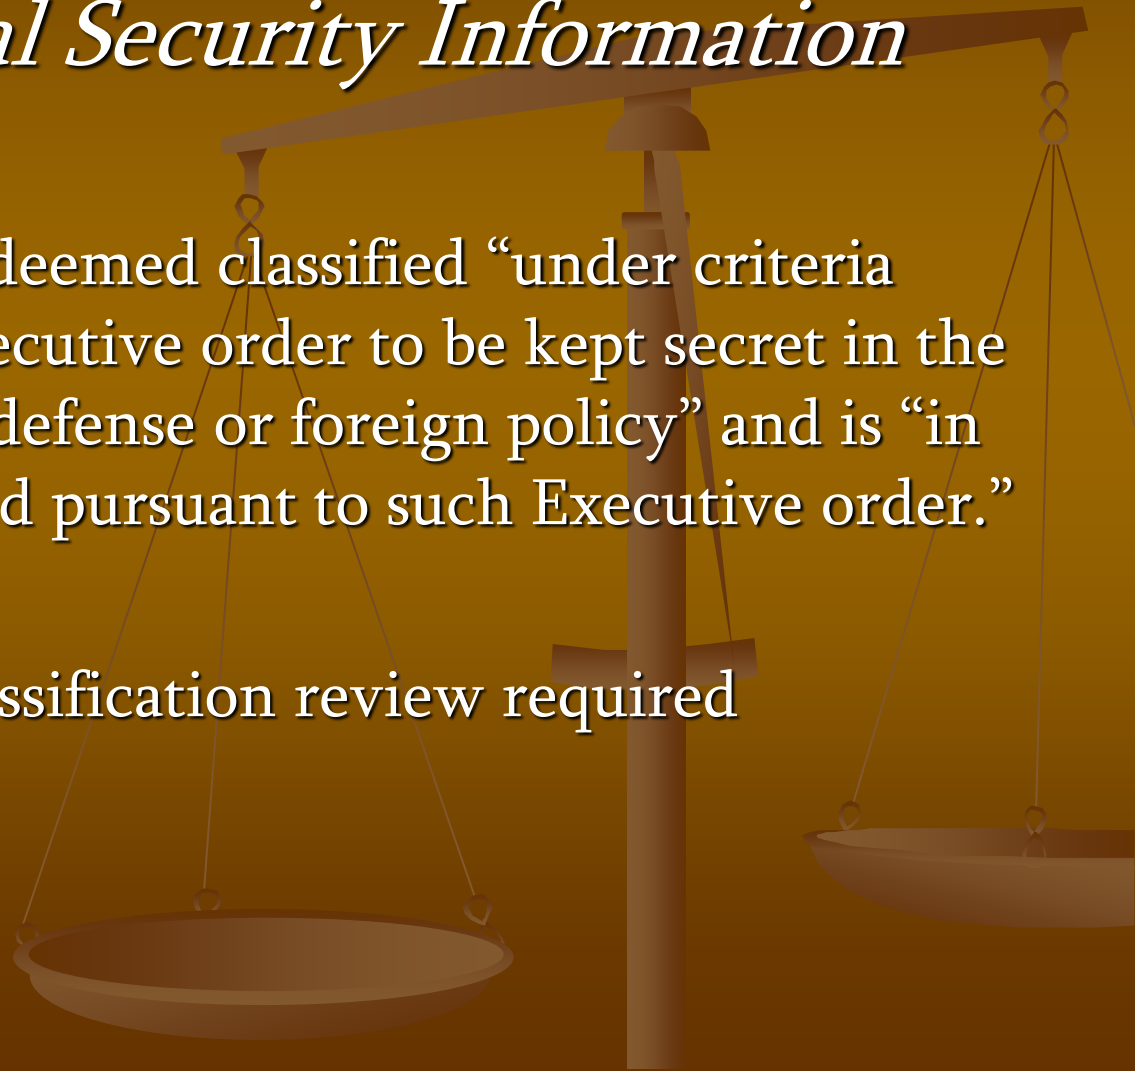 al Security Information
deemed classified “under criteria
ecutive order to be kept secret in the
defense or foreign policy” and is “in
d pursuant to such Executive order.”
ssification review required